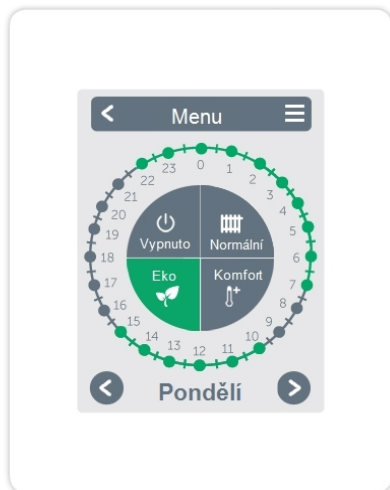 Menu
23 0 1
22 2
21 3
20 4
19 5
18 6
17 7
16 8
15 9
14 10
13 12 11
Vypnuto
Normální
Eko
Komfort
Pondělí